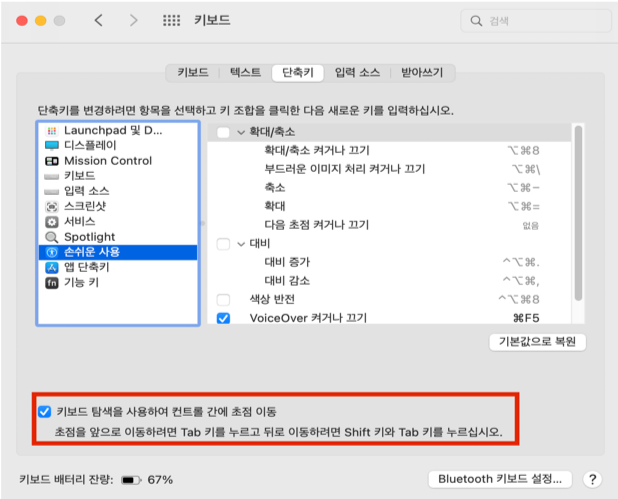 키보드
검색
키보드 텍스트 단축키 입력 소스 받아쓰기
단축키를 변경하려면 항목을 선택하고 키 조합을 클릭한 다음 새로운 키를 입력하십시오.
Launchpad 및 D...
디스플레이
Mission Control
키보드
입력 소스
스크린샷
서비스
Spotlight
손쉬운 사용
앱 단축키
fn 기능 키
확대/축소
확대/축소 켜거나 끄기 ⌥⌘8
부드러운 이미지 처리 켜거나 끄기 ⌥⌘\
축소 ⌥⌘-
확대 ⌥⌘=
다음 초점 켜거나 끄기 없음
대비
대비 증가 ^⌥⌘.
대비 감소 ^⌥⌘,
색상 반전 ^⌥⌘8
VoiceOver 켜거나 끄기 ⌘F5
기본값으로 복원
키보드 탐색을 사용하여 컨트롤 간에 초점 이동
초점을 앞으로 이동하려면 Tab 키를 누르고 뒤로 이동하려면 Shift 키와 Tab 키를 누르십시오.
키보드 배터리 잔량: 67% Bluetooth 키보드 설정... ?